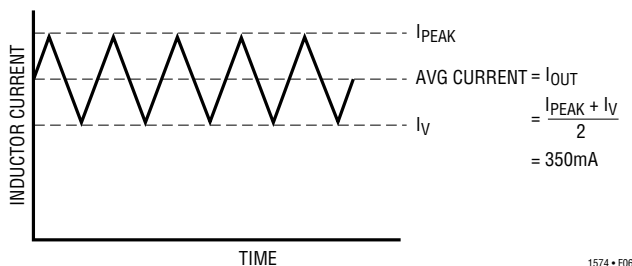 INDUCTOR CURRENT
IPEAK
AVG CURRENT = IOUT
= IPEAK + IV
2
IV
= 350mA
TIME
1574 • F06